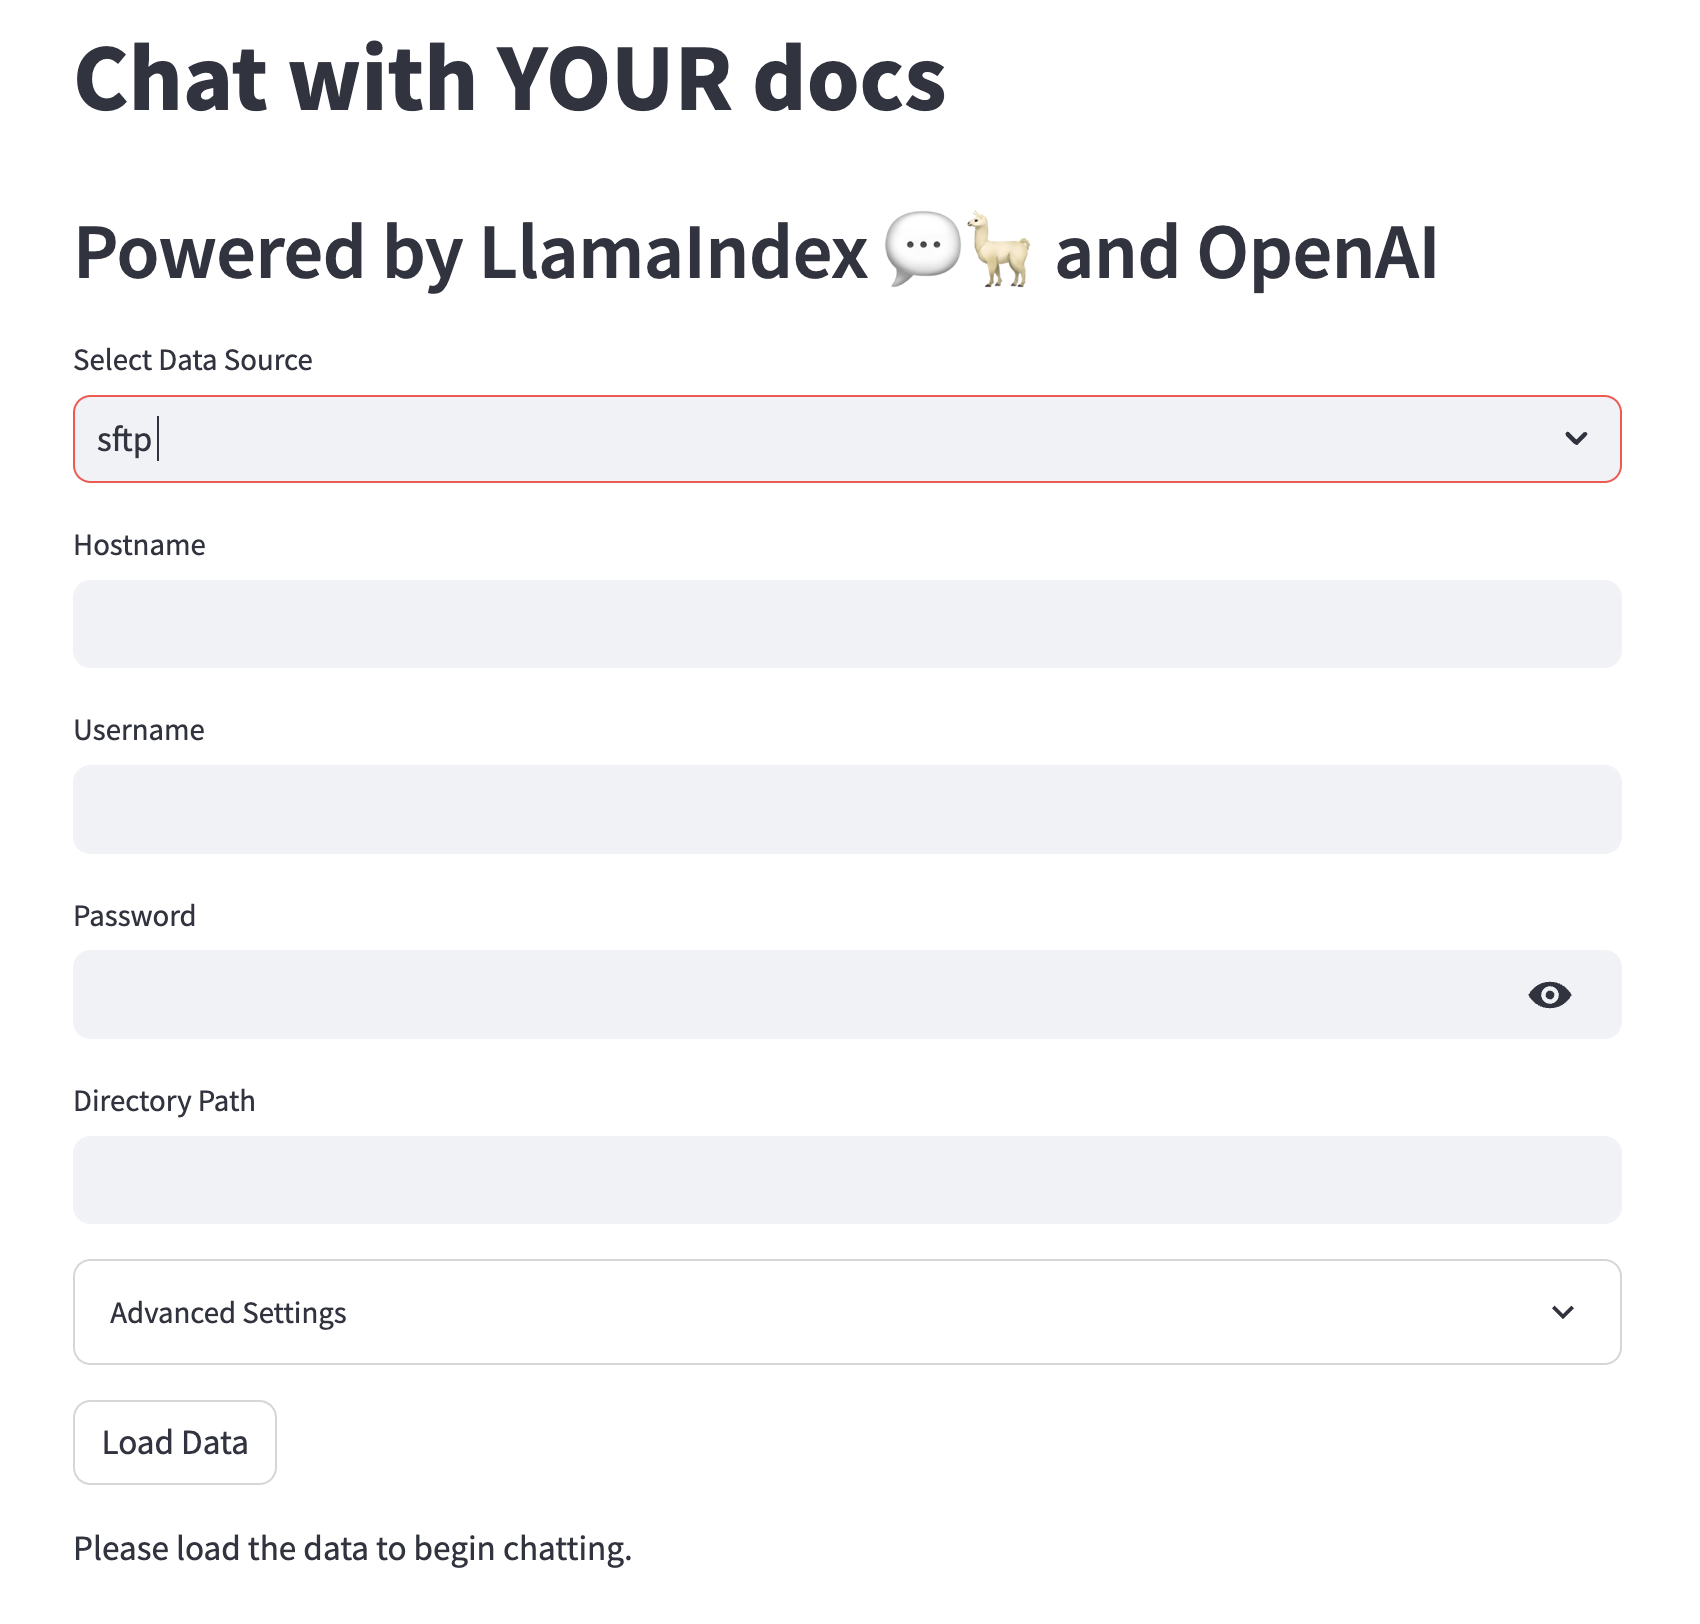 Chat with YOUR docs
Powered by LlamaIndex 💬🦙 and OpenAI
Select Data Source
sftp
Hostname
Username
Password
Directory Path
Advanced Settings
Load Data
Please load the data to begin chatting.